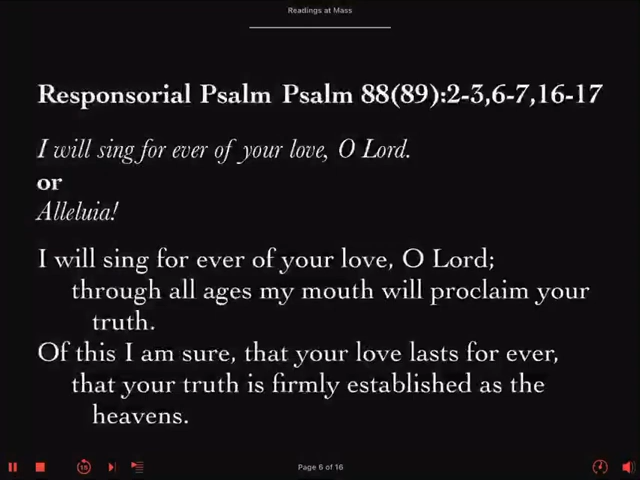 Readings at Mass
Responsorial Psalm Psalm 88(89):2-3,6-7,16-17
I will sing for ever of your love, O Lord.
or
Alleluia!
I will sing for ever of your love, O Lord;
through all ages my mouth will proclaim your
truth.
Of this I am sure, that your love lasts for ever,
that your truth is firmly established as the
heavens.
15
Page 6 of 16